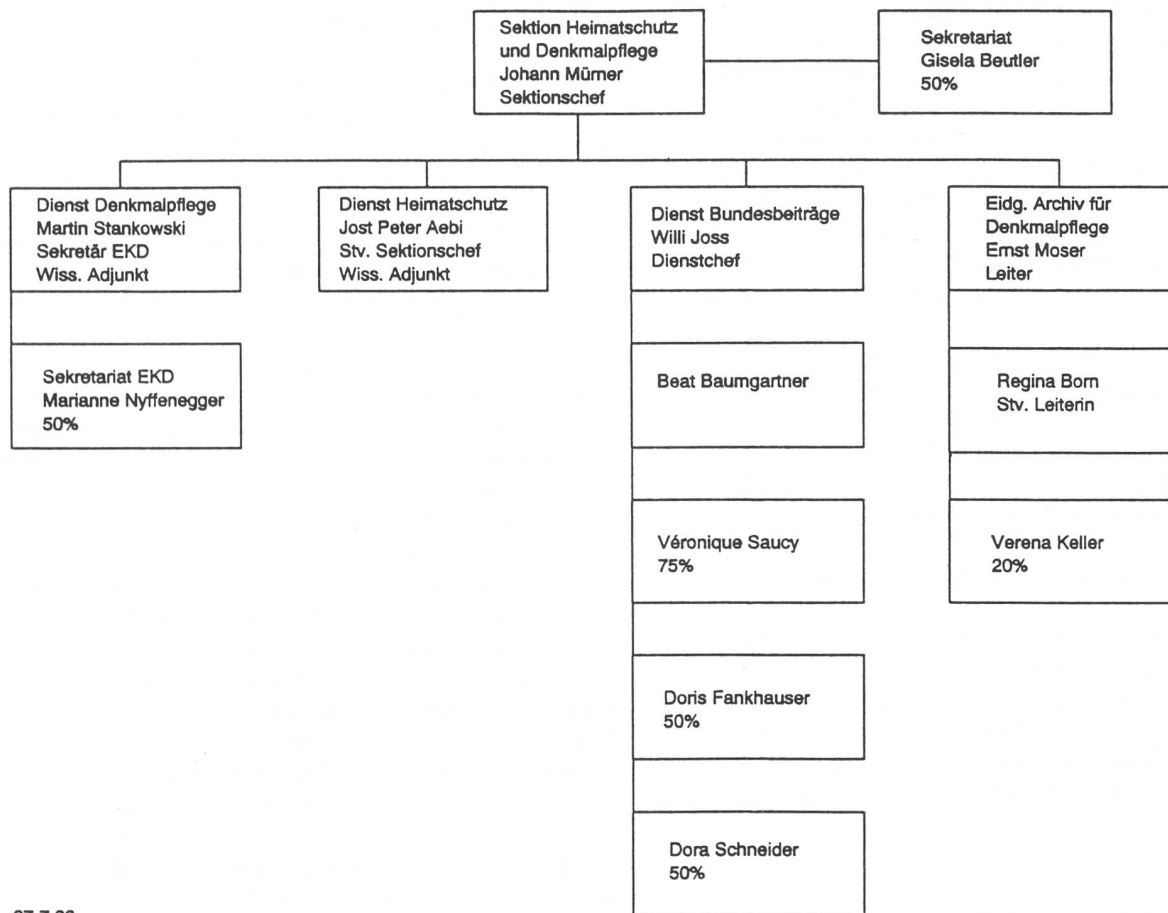 Sektion Heimatschutz
und Denkmalpflege
Johann Mürner
Sektionschef
Sekretariat
Gisela Beutler
50%
Dienst Denkmalpflege
Martin Stankowski
Sekretär EKD
Wiss. Adjunkt
Dienst Heimatschutz
Jost Peter Aebi
Stv. Sektionschef
Wiss. Adjunkt
Dienst Bundesbeiträge
Willi Joss
Dienstchef
Eidg. Archiv für
Denkmalpflege
Ernst Moser
Leiter
Sekretariat EKD
Marianne Nyffenegger
50%
Beat Baumgartner
Regina Born
Stv. Leiterin
Véronique Saucy
75%
Verena Keller
20%
Doris Fankhauser
50%
Dora Schneider
50%